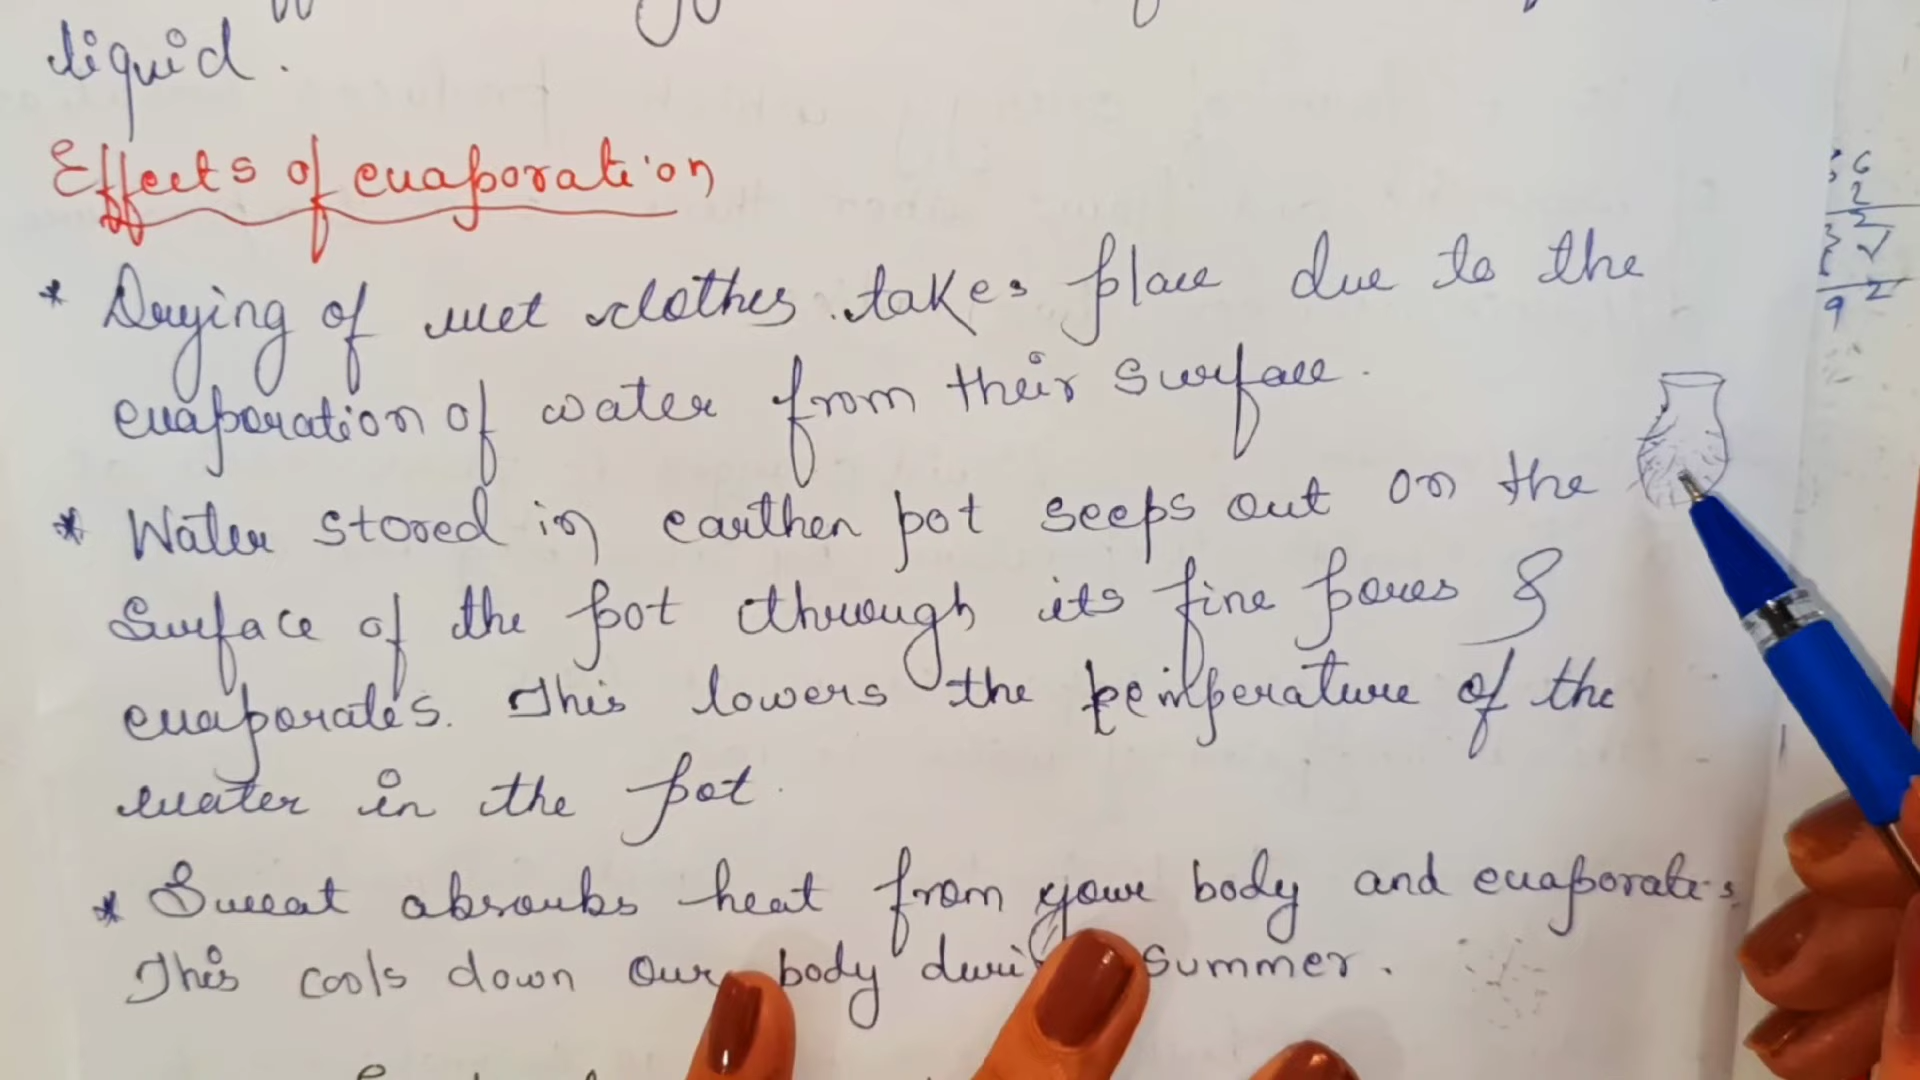 liquid.
Effects of evaporation
* Drying of wet clothes takes place due to the
evaporation of water from their surface.
* Water stored in earthen pot seeps out on the
Surface of the pot through its fine pores &
evaporates. This lowers the temperature of the
water in the pot.
* Sweat absorbs heat from your body and evaporates.
This cools down our body summer.